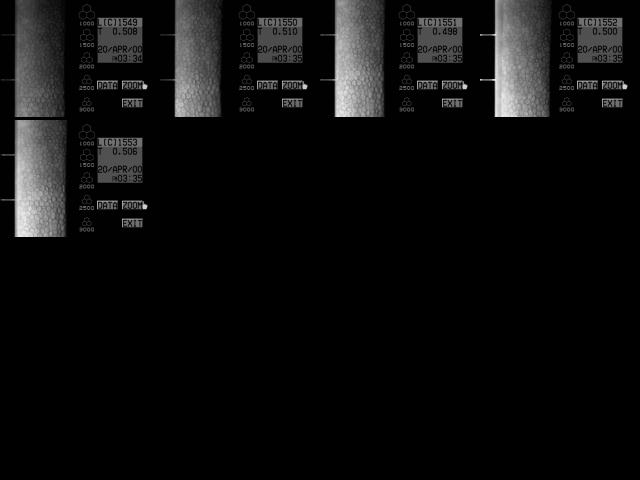 1000 L(C)1549
T 0.508
1500
20/APR/00
PM03:34
2000
2500 DATA ZOOM
3000 EXIT
1000 L(C)1550
T 0.510
1500
20/APR/00
PM03:35
2000
2500 DATA ZOOM
3000 EXIT
1000 L(C)1551
T 0.498
1500
20/APR/00
PM03:35
2000
2500 DATA ZOOM
3000 EXIT
1000 L(C)1552
T 0.500
1500
20/APR/00
PM03:35
2000
2500 DATA ZOOM
3000 EXIT
1000 L(C)1553
T 0.506
1500
20/APR/00
PM03:35
2000
2500 DATA ZOOM
3000 EXIT